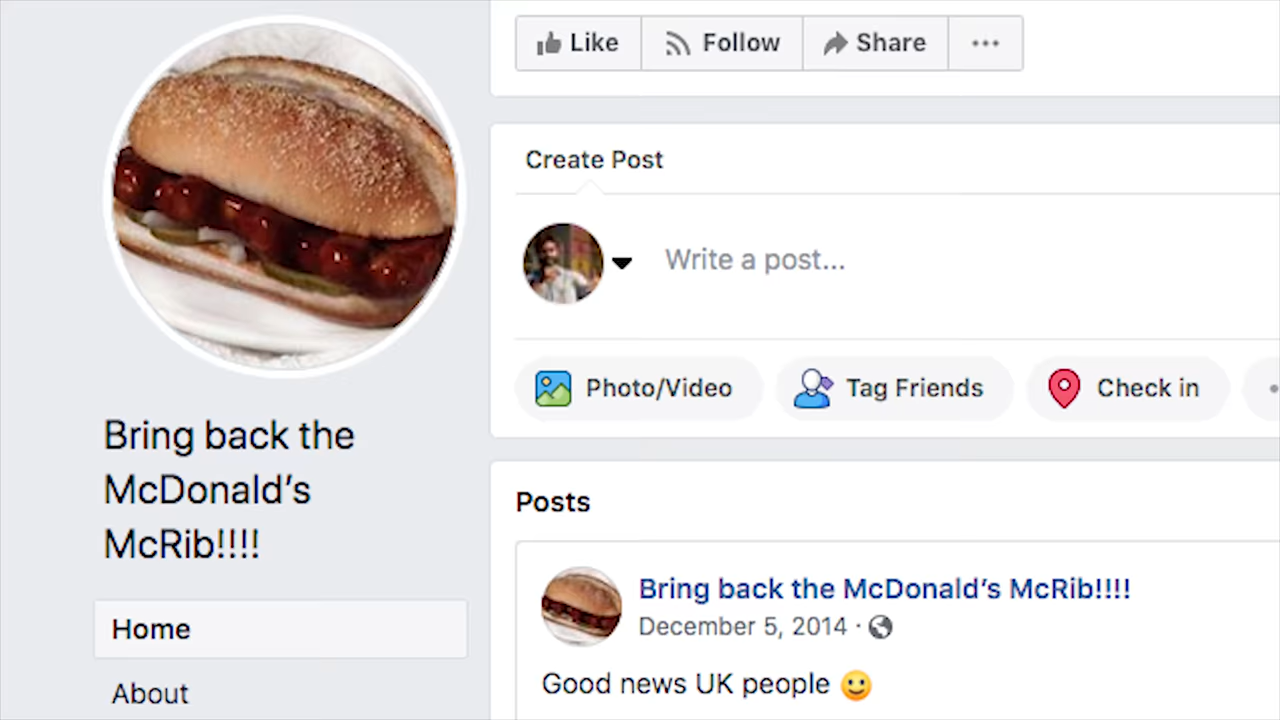 Like
Follow
Share
Create Post
Write a post...
Photo/Video
Tag Friends
Check in
Bring back the
McDonald’s
McRib!!!!
Home
About
Posts
Bring back the McDonald’s McRib!!!!
December 5, 2014 ·
Good news UK people 🙂